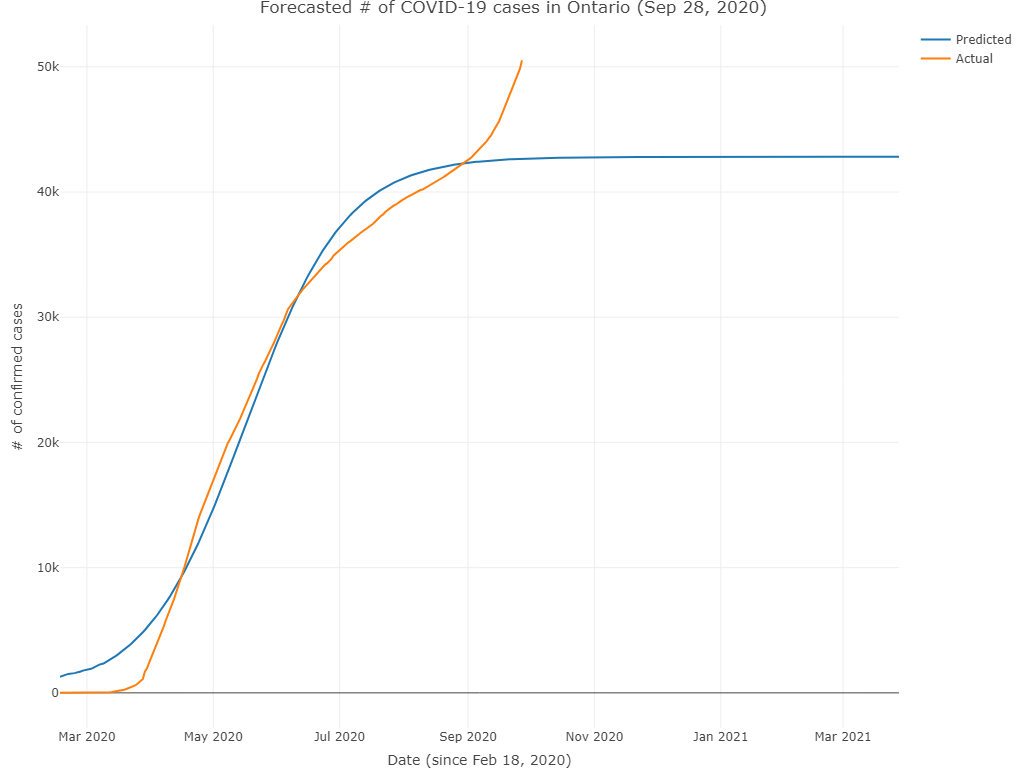 Forecasted # of COVID-19 cases in Ontario (Sep 28, 2020)
Predicted
Actual
50k
40k
30k
20k
10k
0
# of confirmed cases
Mar 2020 May 2020 Jul 2020 Sep 2020 Nov 2020 Jan 2021 Mar 2021
Date (since Feb 18, 2020)